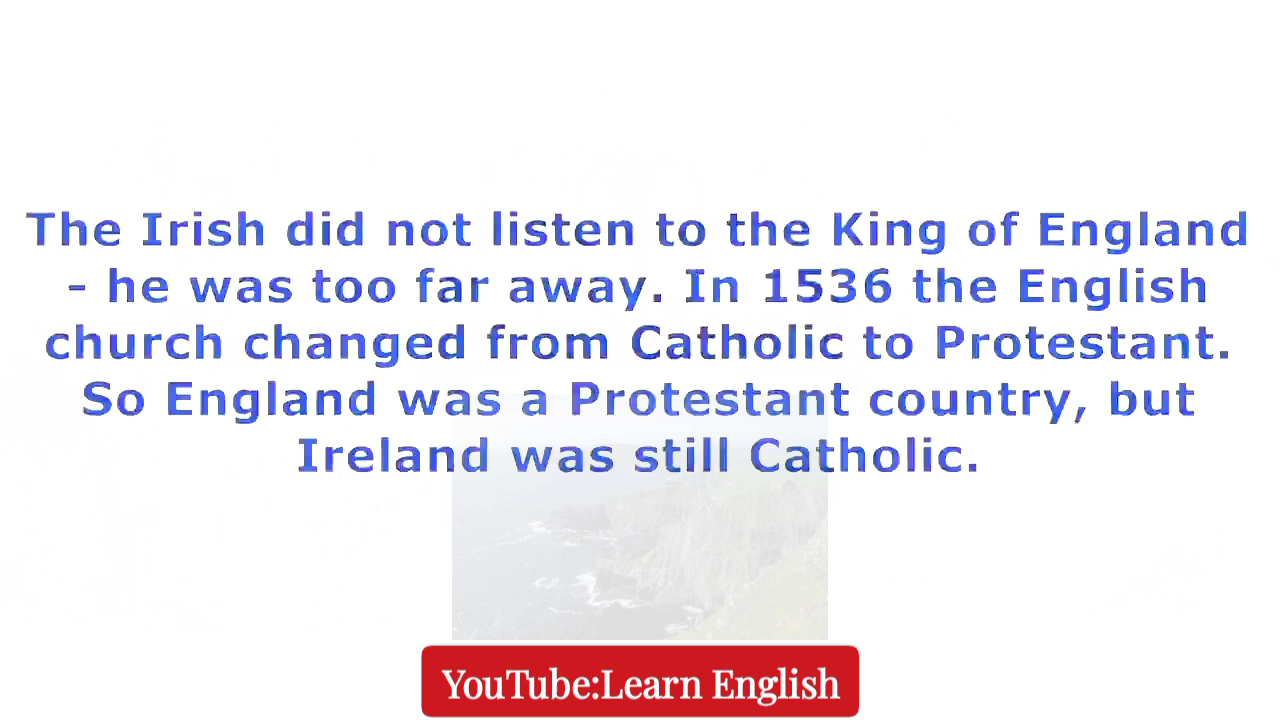 The Irish did not listen to the King of England
- he was too far away. In 1536 the English
church changed from Catholic to Protestant.
So England was a Protestant country, but
Ireland was still Catholic.
YouTube:Learn English